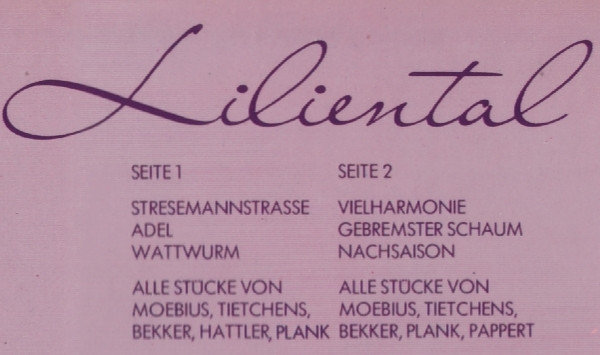 Liliental
SEITE 1
STRESEMANNSTRASSE
ADEL
WATTWURM
ALLE STÜCKE VON
MOEBIUS, TIETCHENS,
BEKKER, HATTLER, PLANK
SEITE 2
VIELHARMONIE
GEBREMSTER SCHAUM
NACHSAISON
ALLE STÜCKE VON
MOEBIUS, TIETCHENS,
BEKKER, PLANK, PAPPERT